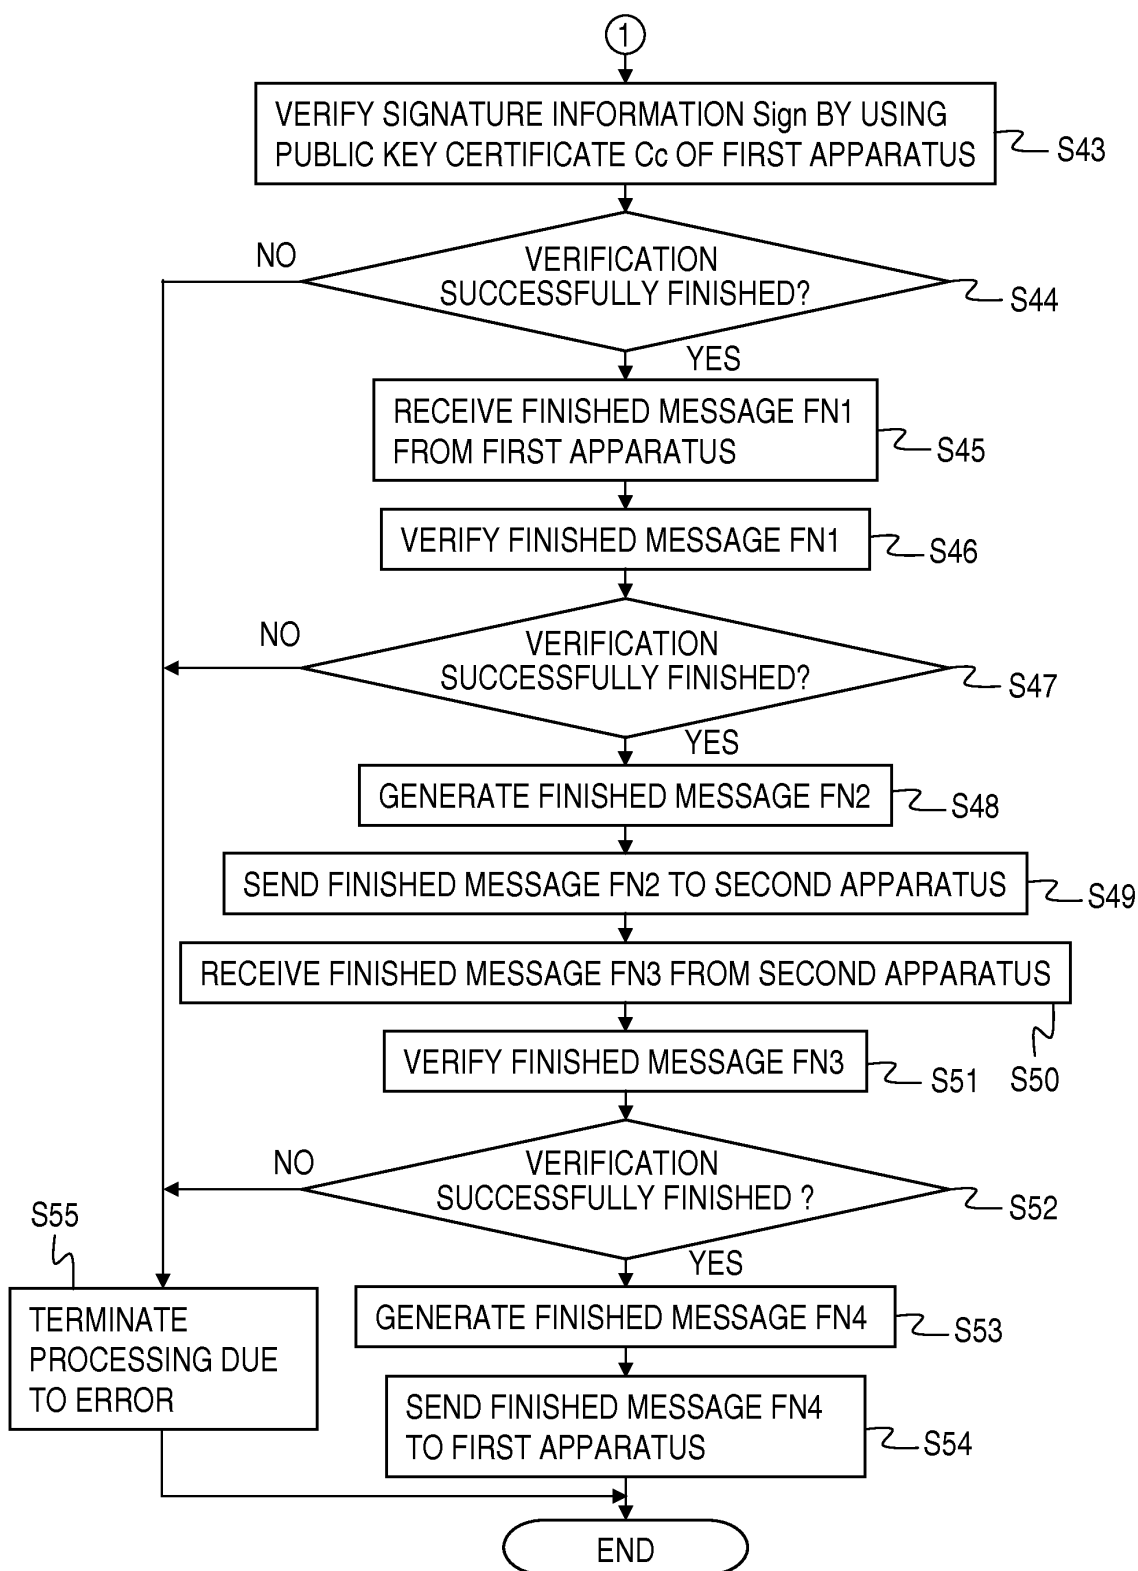 1
VERIFY SIGNATURE INFORMATION Sign BY USING
PUBLIC KEY CERTIFICATE Cc OF FIRST APPARATUS
S43
NO
VERIFICATION
SUCCESSFULLY FINISHED?
S44
YES
RECEIVE FINISHED MESSAGE FN1
FROM FIRST APPARATUS
S45
VERIFY FINISHED MESSAGE FN1
S46
NO
VERIFICATION
SUCCESSFULLY FINISHED?
S47
YES
GENERATE FINISHED MESSAGE FN2
S48
SEND FINISHED MESSAGE FN2 TO SECOND APPARATUS
S49
RECEIVE FINISHED MESSAGE FN3 FROM SECOND APPARATUS
S50
VERIFY FINISHED MESSAGE FN3
S51
NO
VERIFICATION
SUCCESSFULLY FINISHED ?
S52
YES
S55
TERMINATE
PROCESSING DUE
TO ERROR
GENERATE FINISHED MESSAGE FN4
S53
SEND FINISHED MESSAGE FN4
TO FIRST APPARATUS
S54
END